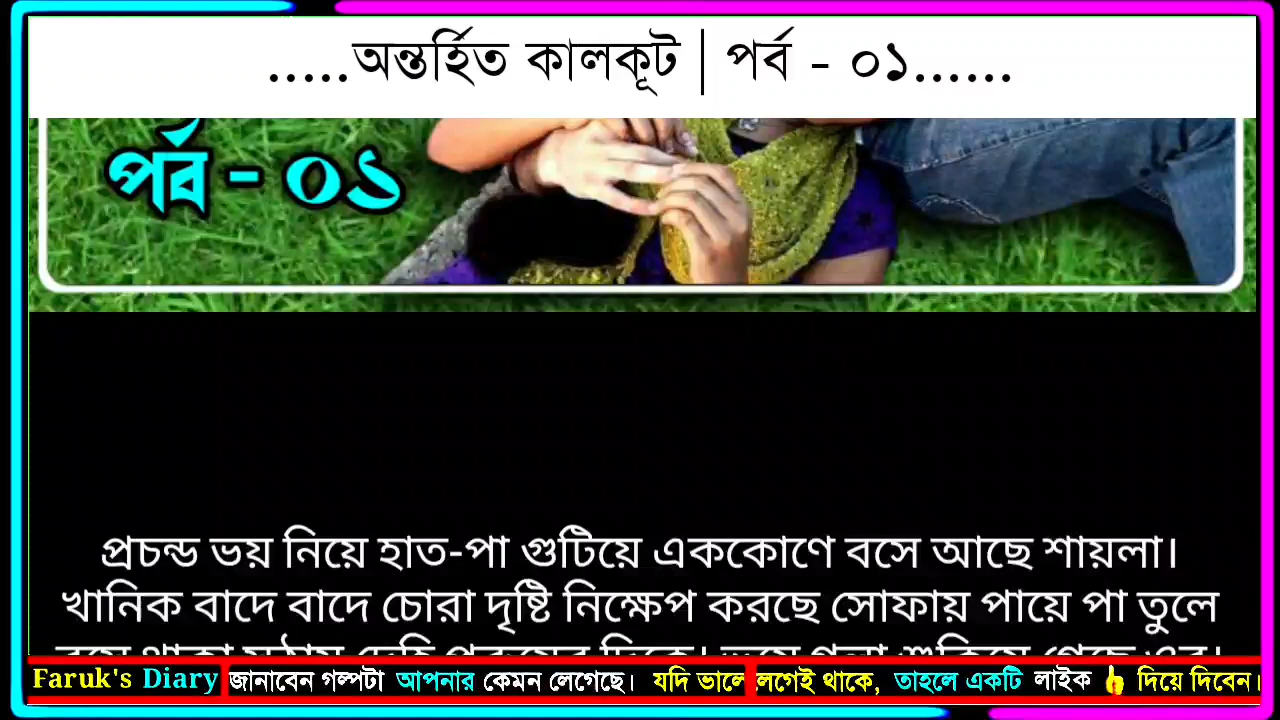 .....অন্তর্হিত কালকূট | পর্ব - ০১......
পর্ব - ০১
প্রচন্ড ভয় নিয়ে হাত-পা গুটিয়ে এককোণে বসে আছে শায়লা।
খানিক বাদে বাদে চোরা দৃষ্টি নিক্ষেপ করছে সোফায় পায়ে পা তুলে
Faruk's Diary জানাবেন গল্পটা আপনার কেমন লেগেছে। যদি ভালে লেগেই থাকে, তাহলে একটি লাইক 👍 দিয়ে দিবেন।